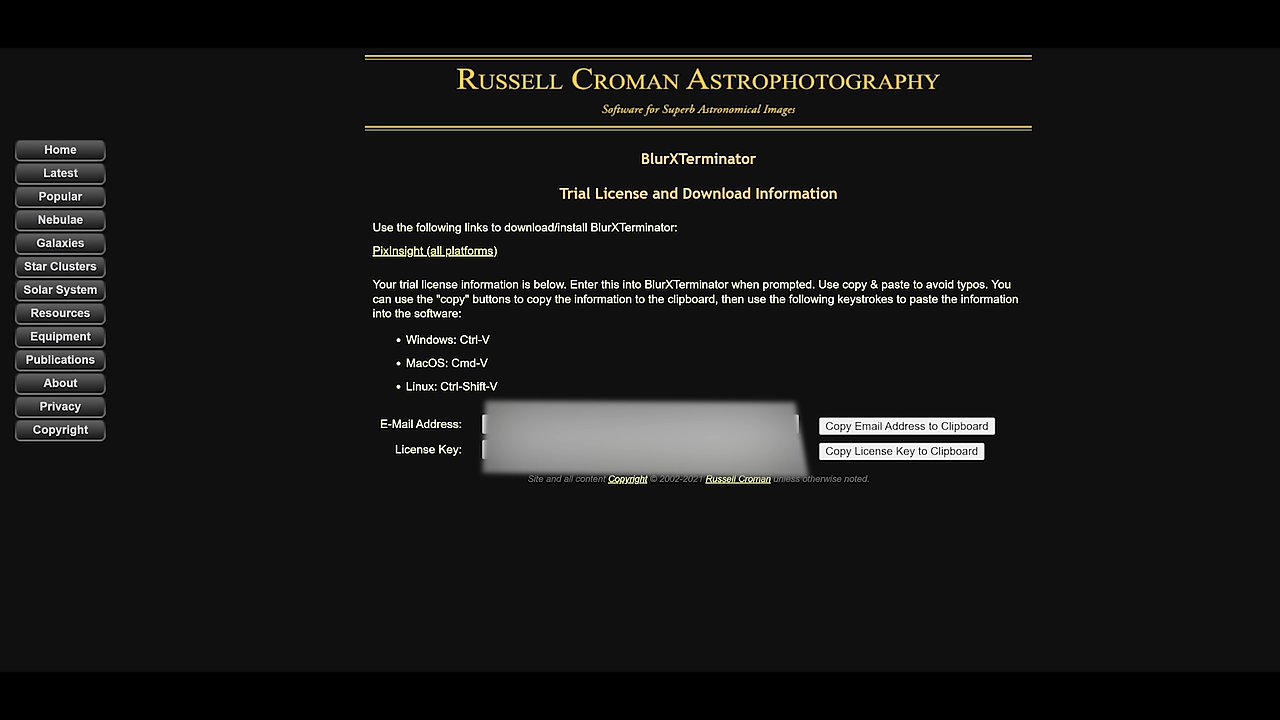 RUSSELL CROMAN ASTROPHOTOGRAPHY
Software for Superb Astronomical Images
Home
Latest
Popular
Nebulae
Galaxies
Star Clusters
Solar System
Resources
Equipment
Publications
About
Privacy
Copyright
BlurXTerminator
Trial License and Download Information
Use the following links to download/install BlurXTerminator:
PixInsight (all platforms)
Your trial license information is below. Enter this into BlurXTerminator when prompted. Use copy & paste to avoid typos. You
can use the "copy" buttons to copy the information to the clipboard, then use the following keystrokes to paste the information
into the software:
• Windows: Ctrl-V
• MacOS: Cmd-V
• Linux: Ctrl-Shift-V
E-Mail Address: Copy Email Address to Clipboard
License Key: Copy License Key to Clipboard
Site and all content Copyright © 2002-2021 Russell Croman unless otherwise noted.